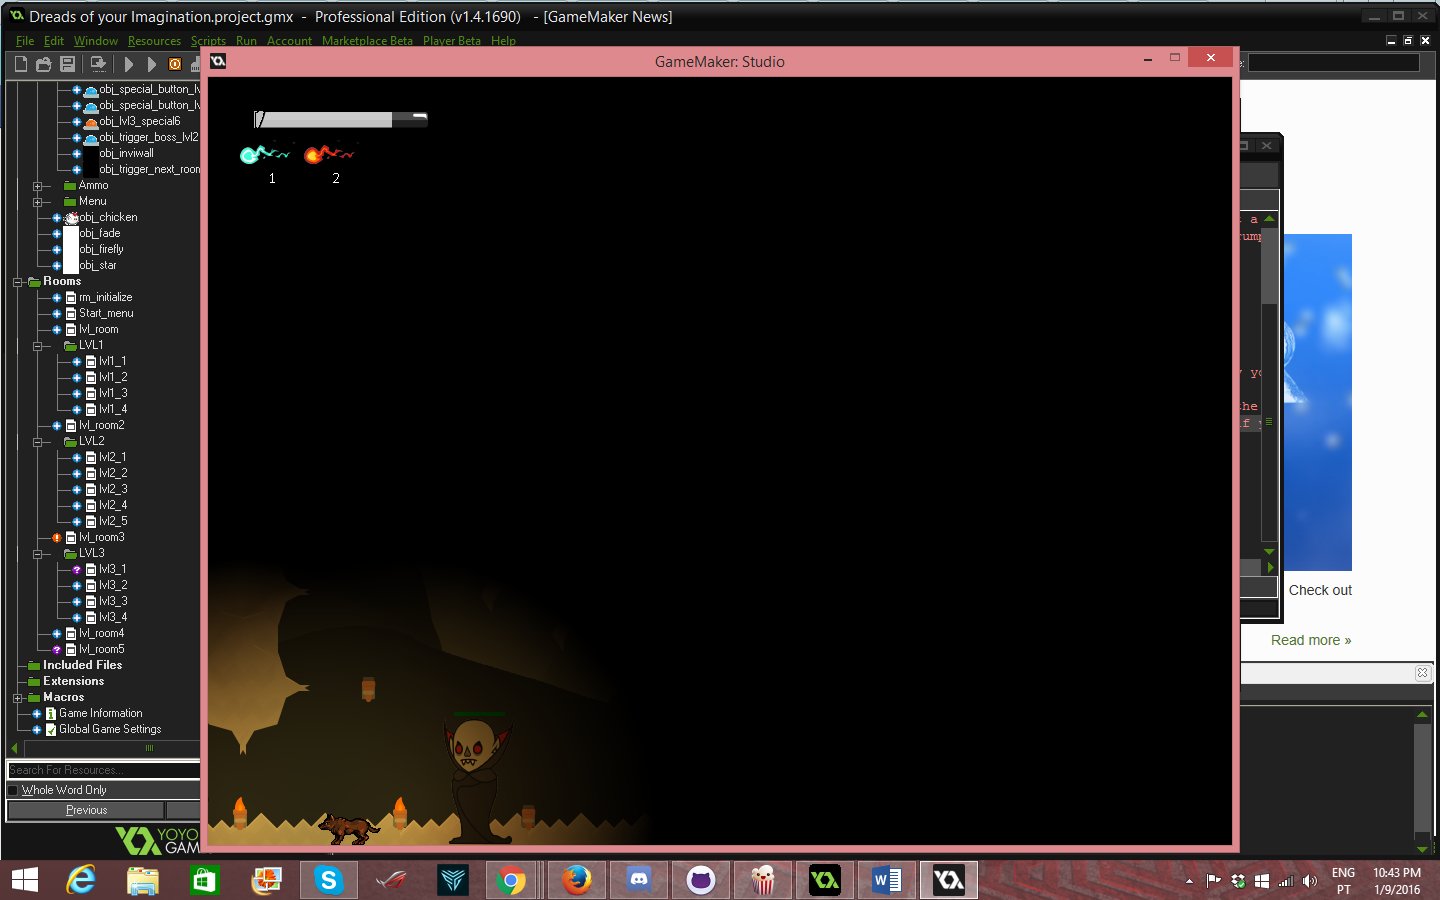 Dreads of your Imagination.project.gmx - Professional Edition (v1.4.1690) - [GameMaker News]
File Edit Window Resources Scripts Run Account Marketplace Beta Player Beta Help
GameMaker: Studio
obj_special_button_lv
obj_special_button_lv
obj_lvl3_special6
obj_trigger_boss_lvl2
obj_inviwall
obj_trigger_next_room
Ammo
Menu
obj_chicken
obj_fade
obj_firefly
obj_star
Rooms
rm_initialize
Start_menu
lvl_room
LVL1
lvl1_1
lvl1_2
lvl1_3
lvl1_4
lvl_room2
LVL2
lvl2_1
lvl2_2
lvl2_3
lvl2_4
lvl2_5
lvl_room3
LVL3
lvl3_1
lvl3_2
lvl3_3
lvl3_4
lvl_room4
lvl_room5
Included Files
Extensions
Macros
Game Information
Global Game Settings
Search For Resources...
Whole Word Only
Previous
YOYO
GAM
1 2
a
ump
y yo
the
if y
Check out
Read more »
ENG
PT
10:43 PM
1/9/2016